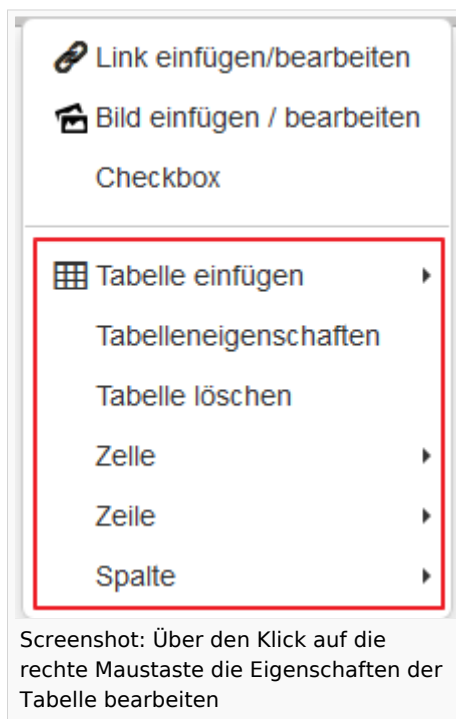 Link einfügen/bearbeiten
Bild einfügen / bearbeiten
Checkbox
Tabelle einfügen
Tabelleneigenschaften
Tabelle löschen
Zelle
Zeile
Spalte
Screenshot: Über den Klick auf die
rechte Maustaste die Eigenschaften der
Tabelle bearbeiten